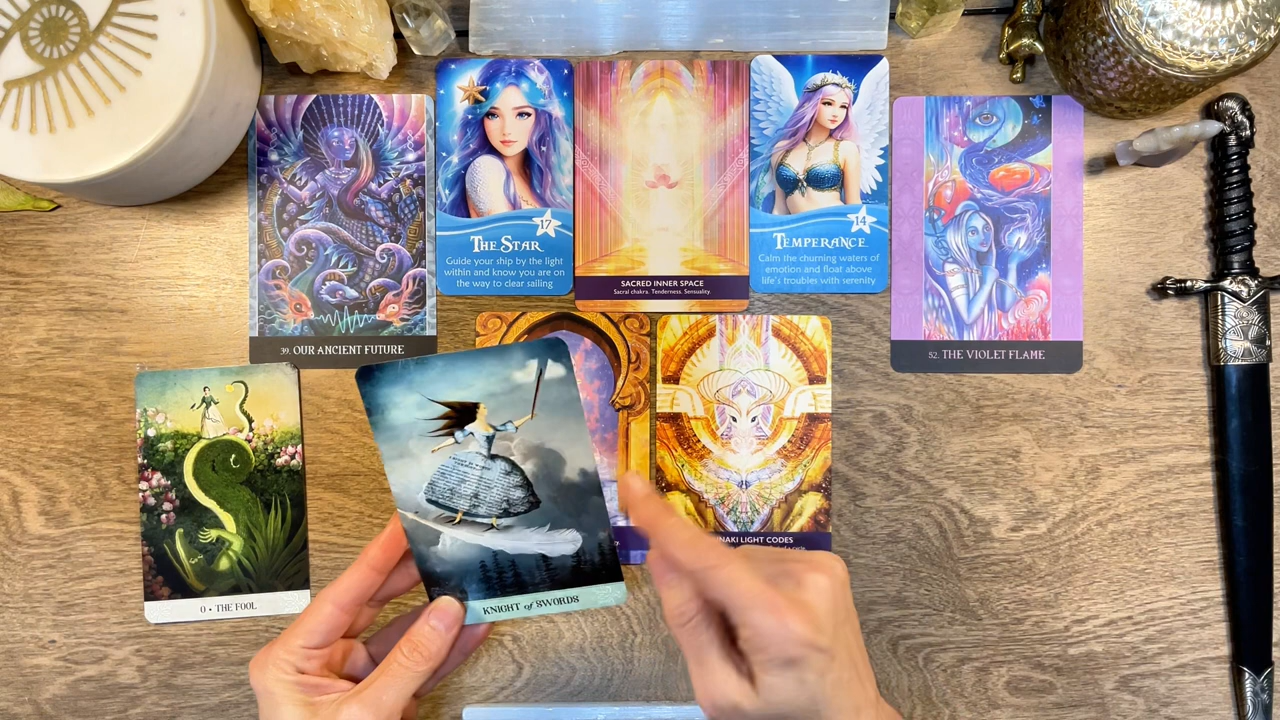 17
THE STAR
Guide your ship by the light
within and know you are on
the way to clear sailing
SACRED INNER SPACE
Sacral chakra. Tenderness. Sensuality.
14
TEMPERANCE
Calm the churning waters of
emotion and float above
life's troubles with serenity
39. OUR ANCIENT FUTURE
52. THE VIOLET FLAME
0 • THE FOOL
KNIGHT of SWORDS
LIGHT CODES